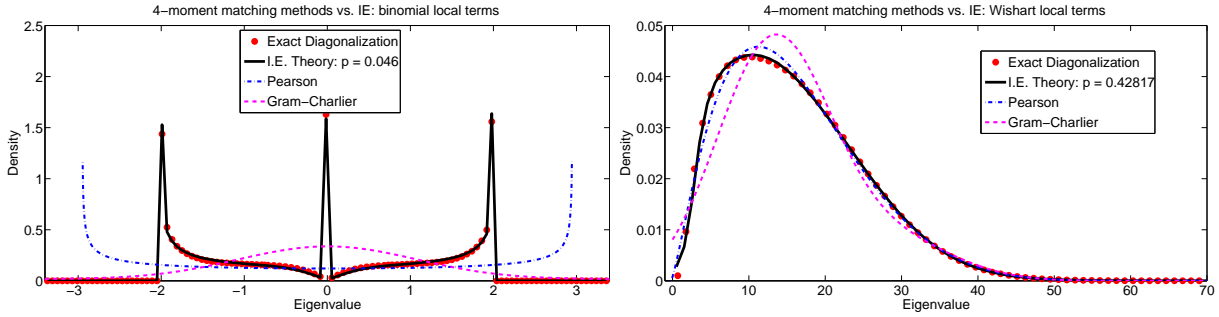 4−moment matching methods vs. IE: binomial local terms
2.5
2
1.5
1
0.5
0
Density
Exact Diagonalization
I.E. Theory: p = 0.046
Pearson
Gram−Charlier
−3
−2
−1
0
1
2
3
Eigenvalue
4−moment matching methods vs. IE: Wishart local terms
0.05
0.04
0.03
0.02
0.01
0
Density
Exact Diagonalization
I.E. Theory: p = 0.42817
Pearson
Gram−Charlier
0
10
20
30
40
50
60
70
Eigenvalue